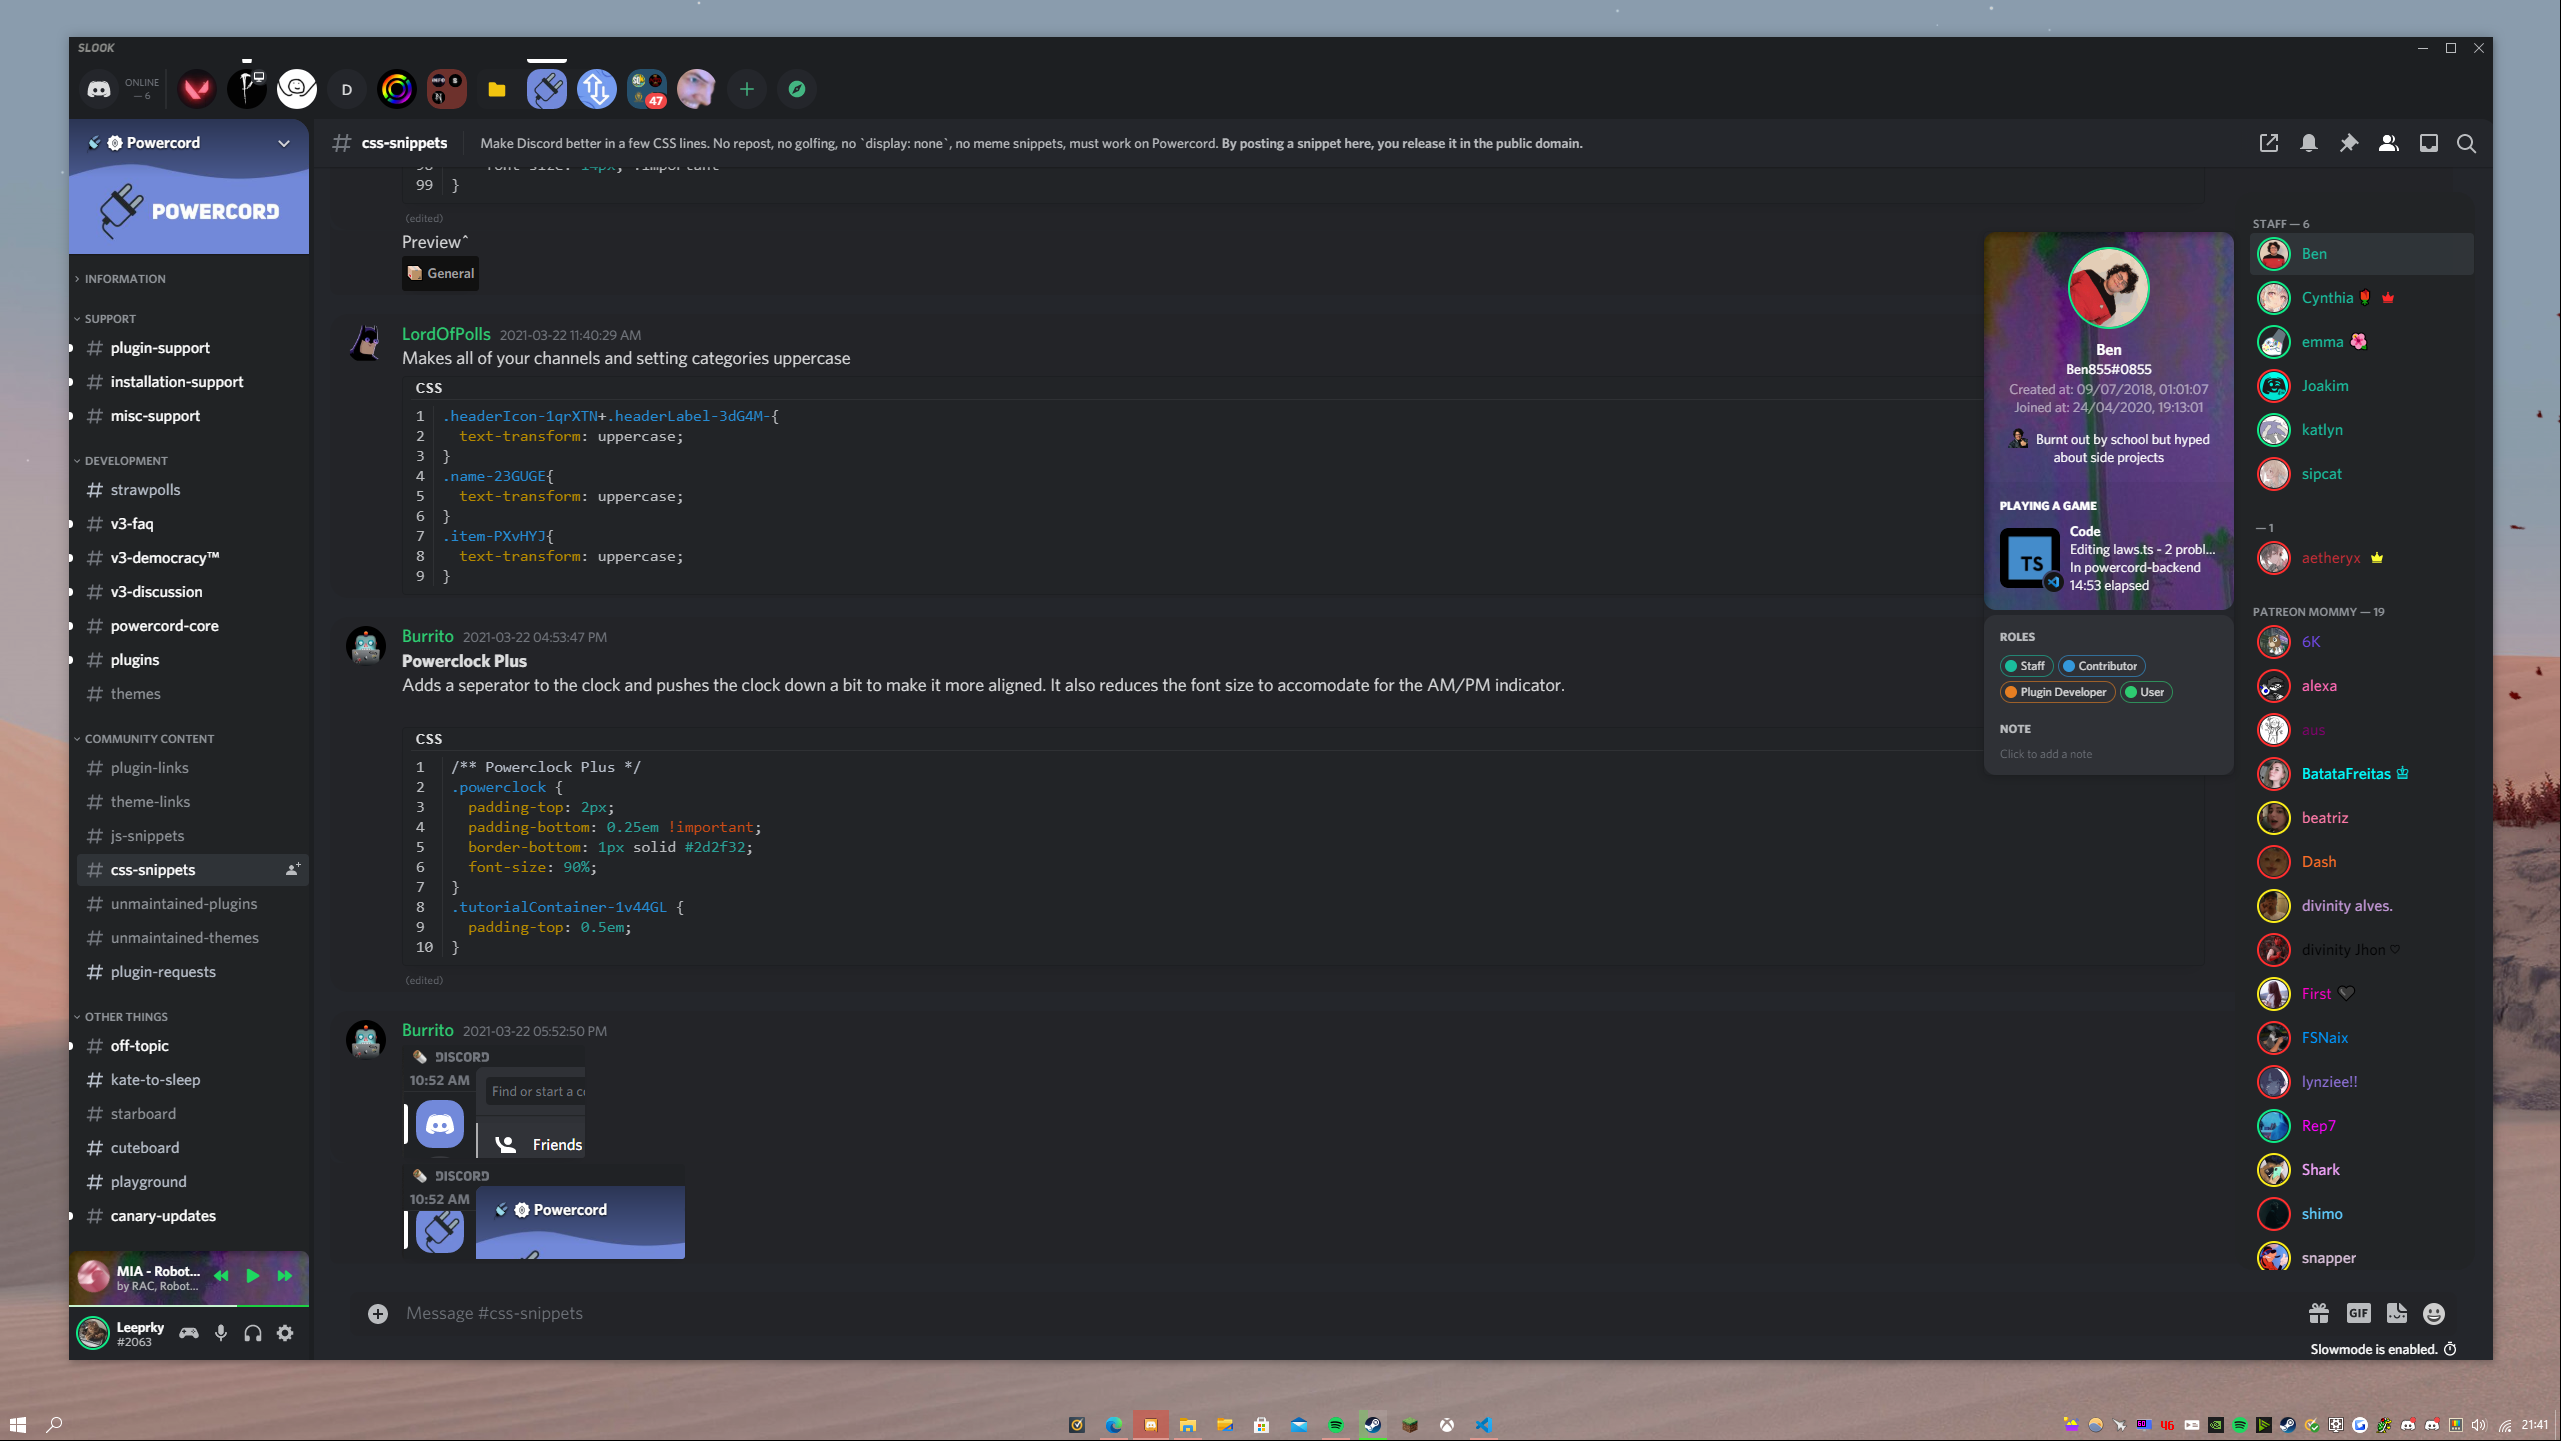 SLOOK
ONLINE
— 6
D
47
Powercord
POWERCORD
INFORMATION
SUPPORT
plugin-support
installation-support
misc-support
DEVELOPMENT
strawpolls
v3-faq
v3-democracy™
v3-discussion
powercord-core
plugins
themes
COMMUNITY CONTENT
plugin-links
theme-links
js-snippets
css-snippets
unmaintained-plugins
unmaintained-themes
plugin-requests
OTHER THINGS
off-topic
kate-to-sleep
starboard
cuteboard
playground
canary-updates
MIA - Robot...
by RAC, Robot...
Leeprky
#2063
css-snippets
Make Discord better in a few CSS lines. No repost, no golfing, no `display: none`, no meme snippets, must work on Powercord. By posting a snippet here, you release it in the public domain.
99 }
(edited)
Preview^
General
LordOfPolls 2021-03-22 11:40:29 AM
Makes all of your channels and setting categories uppercase
CSS
1 .headerIcon-1qrXTN+.headerLabel-3dG4M-{
2 text-transform: uppercase;
3 }
4 .name-23GUGE{
5 text-transform: uppercase;
6 }
7 .item-PXvHYJ{
8 text-transform: uppercase;
9 }
Burrito 2021-03-22 04:53:47 PM
Powerclock Plus
Adds a seperator to the clock and pushes the clock down a bit to make it more aligned. It also reduces the font size to accomodate for the AM/PM indicator.
CSS
1 /** Powerclock Plus */
2 .powerclock {
3 padding-top: 2px;
4 padding-bottom: 0.25em !important;
5 border-bottom: 1px solid #2d2f32;
6 font-size: 90%;
7 }
8 .tutorialContainer-1v44GL {
9 padding-top: 0.5em;
10 }
(edited)
Burrito 2021-03-22 05:52:50 PM
DISCORD
10:52 AM
Find or start a c
Friends
DISCORD
10:52 AM
Powercord
Message #css-snippets
GIF
Slowmode is enabled.
Ben
Ben855#0855
Created at: 09/07/2018, 01:01:07
Joined at: 24/04/2020, 19:13:01
Burnt out by school but hyped
about side projects
PLAYING A GAME
TS
Code
Editing laws.ts - 2 probl...
In powercord-backend
14:53 elapsed
ROLES
Staff
Contributor
Plugin Developer
User
NOTE
Click to add a note
STAFF — 6
Ben
Cynthia
emma
Joakim
katlyn
sipcat
— 1
aetheryx
PATREON MOMMY — 19
6K
alexa
aus
BatataFreitas
beatriz
Dash
divinity alves.
divinity Jhon
First
FSNaix
lynziee!!
Rep7
Shark
shimo
snapper
46
21:41